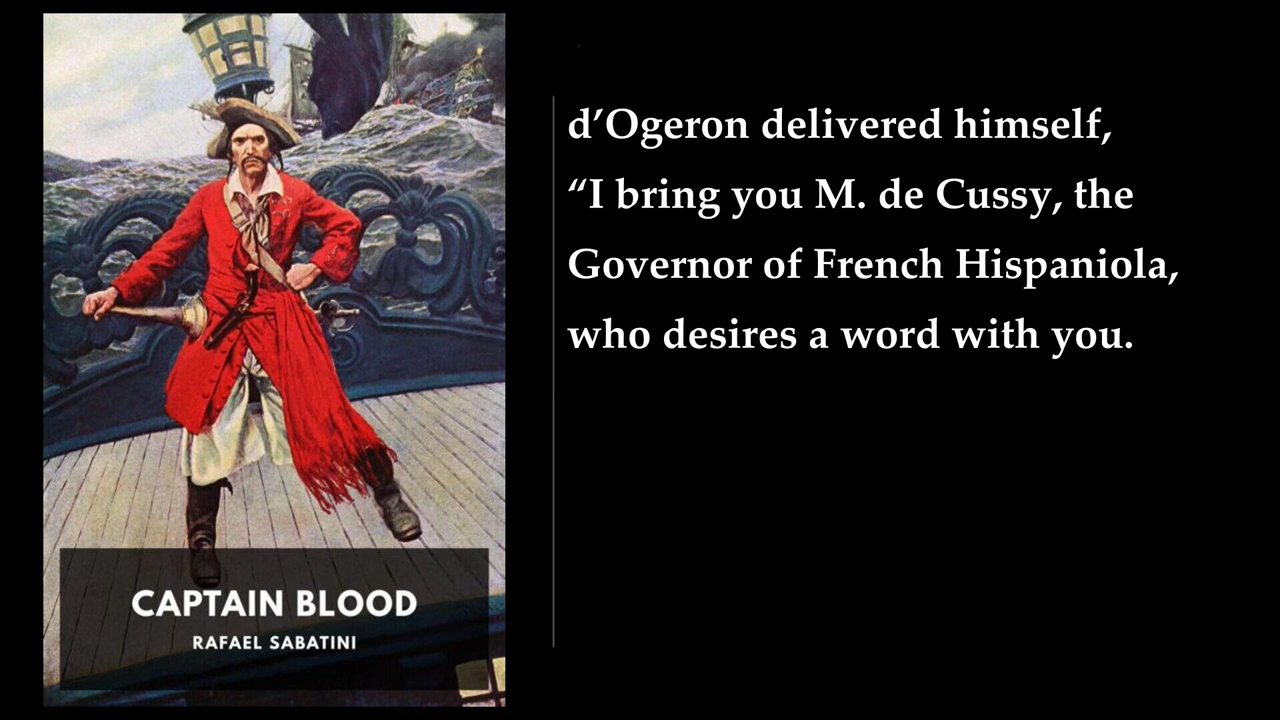 CAPTAIN BLOOD
RAFAEL SABATINI
d’Ogeron delivered himself,
“I bring you M. de Cussy, the
Governor of French Hispaniola,
who desires a word with you.